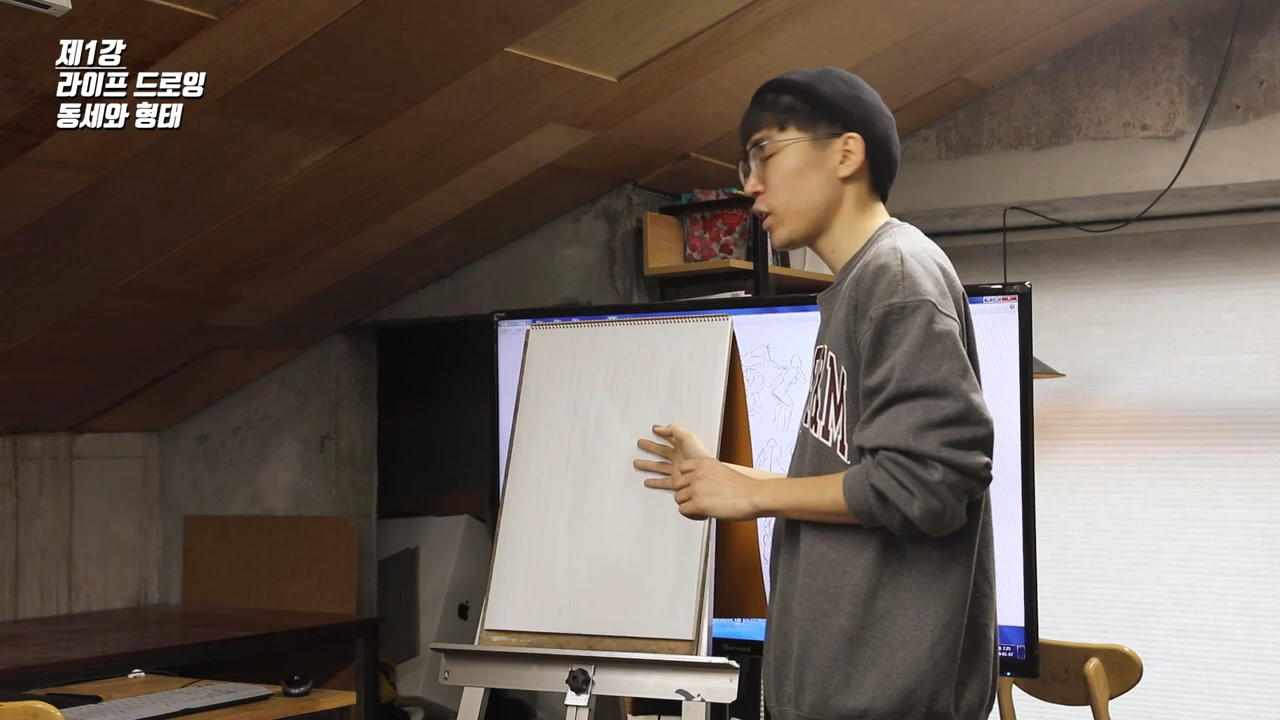 제1강
라이프 드로잉
동세와 형태